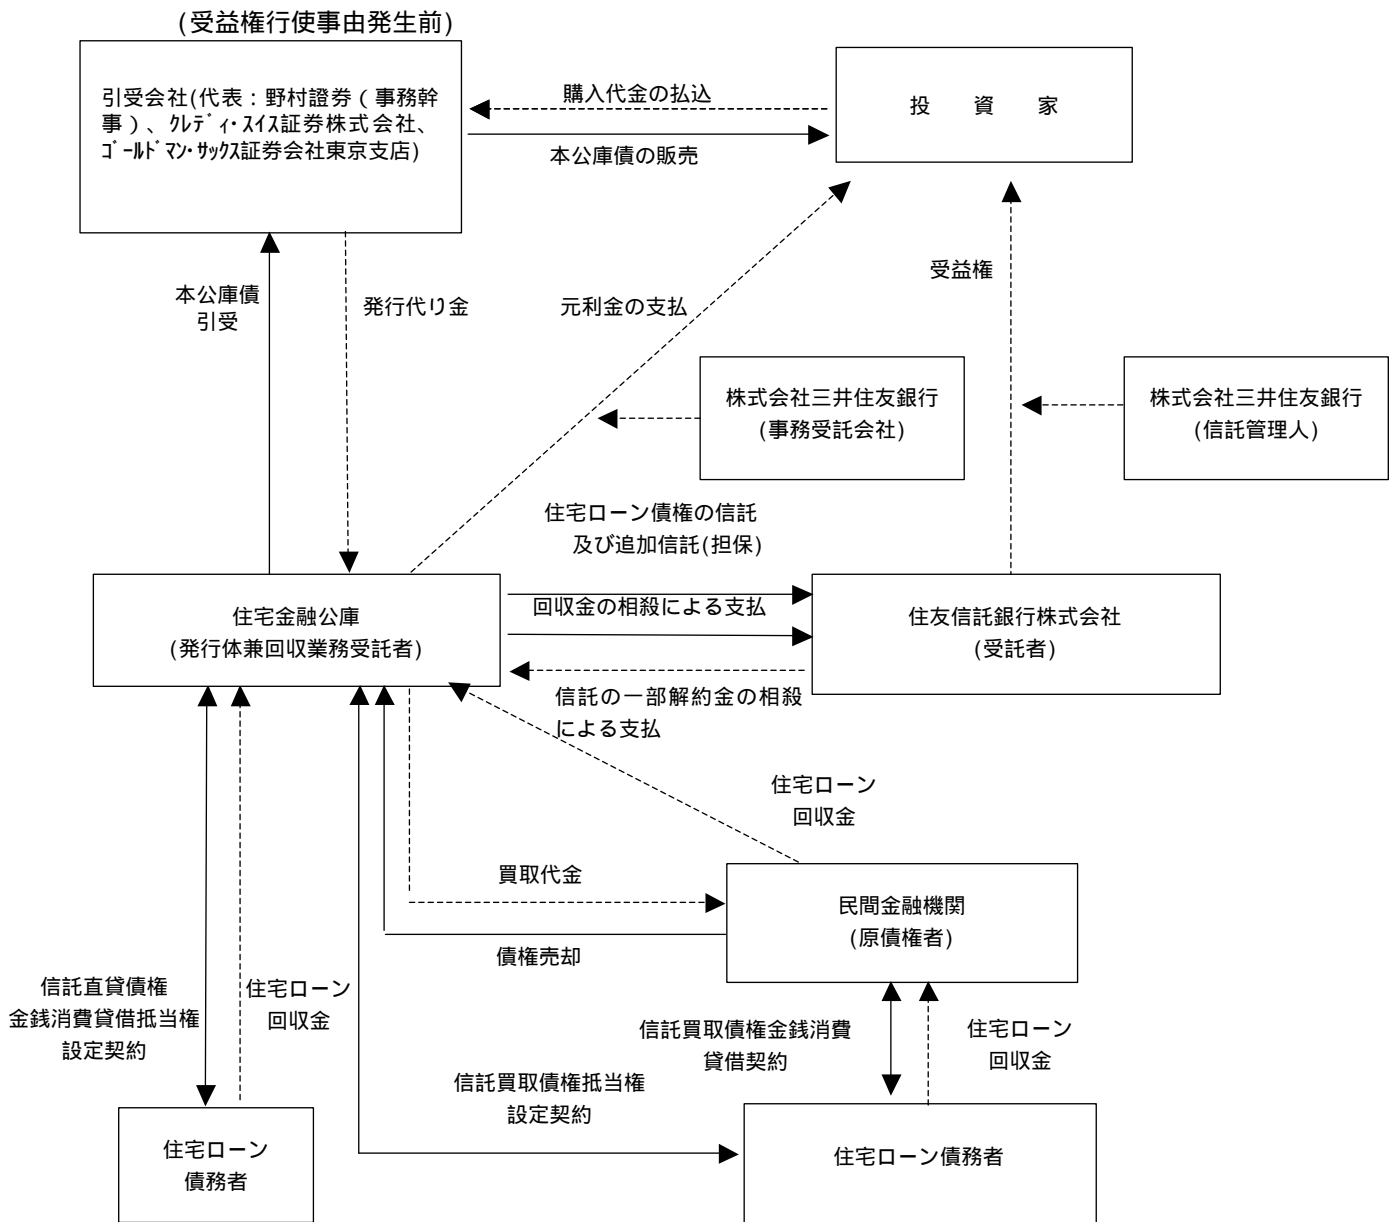 (受益権行使事由発生前)
引受会社(代表：野村證券（事務幹
事）、ｸﾚﾃﾞｨ･ｽｲｽ証券株式会社、
ｺﾞｰﾙﾄﾞﾏﾝ･ｻｯｸｽ証券会社東京支店)
購入代金の払込
本公庫債の販売
投　資　家
本公庫債
引受
発行代り金
元利金の支払
受益権
株式会社三井住友銀行
(事務受託会社)
株式会社三井住友銀行
(信託管理人)
住宅ローン債権の信託
及び追加信託(担保)
住宅金融公庫
(発行体兼回収業務受託者)
回収金の相殺による支払
住友信託銀行株式会社
(受託者)
信託の一部解約金の相殺
による支払
住宅ローン
回収金
買取代金
民間金融機関
(原債権者)
債権売却
信託直貸債権
金銭消費貸借抵当権
設定契約
住宅ローン
回収金
信託買取債権金銭消費
貸借契約
住宅ローン
回収金
信託買取債権抵当権
設定契約
住宅ローン
債務者
住宅ローン債務者